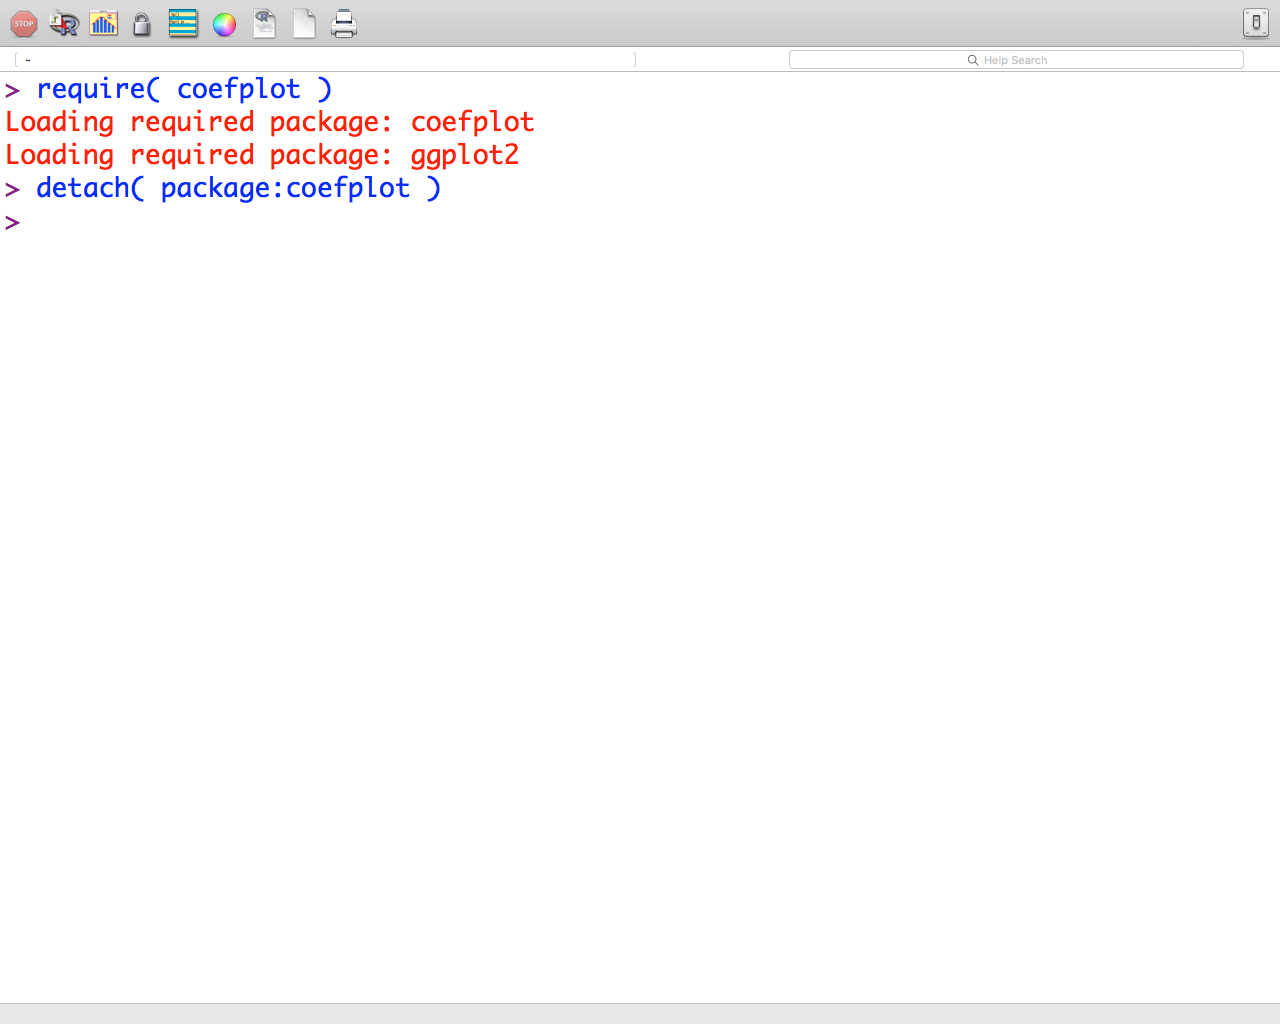 STOP
~
Help Search
> require( coefplot )
Loading required package: coefplot
Loading required package: ggplot2
> detach( package:coefplot )
>